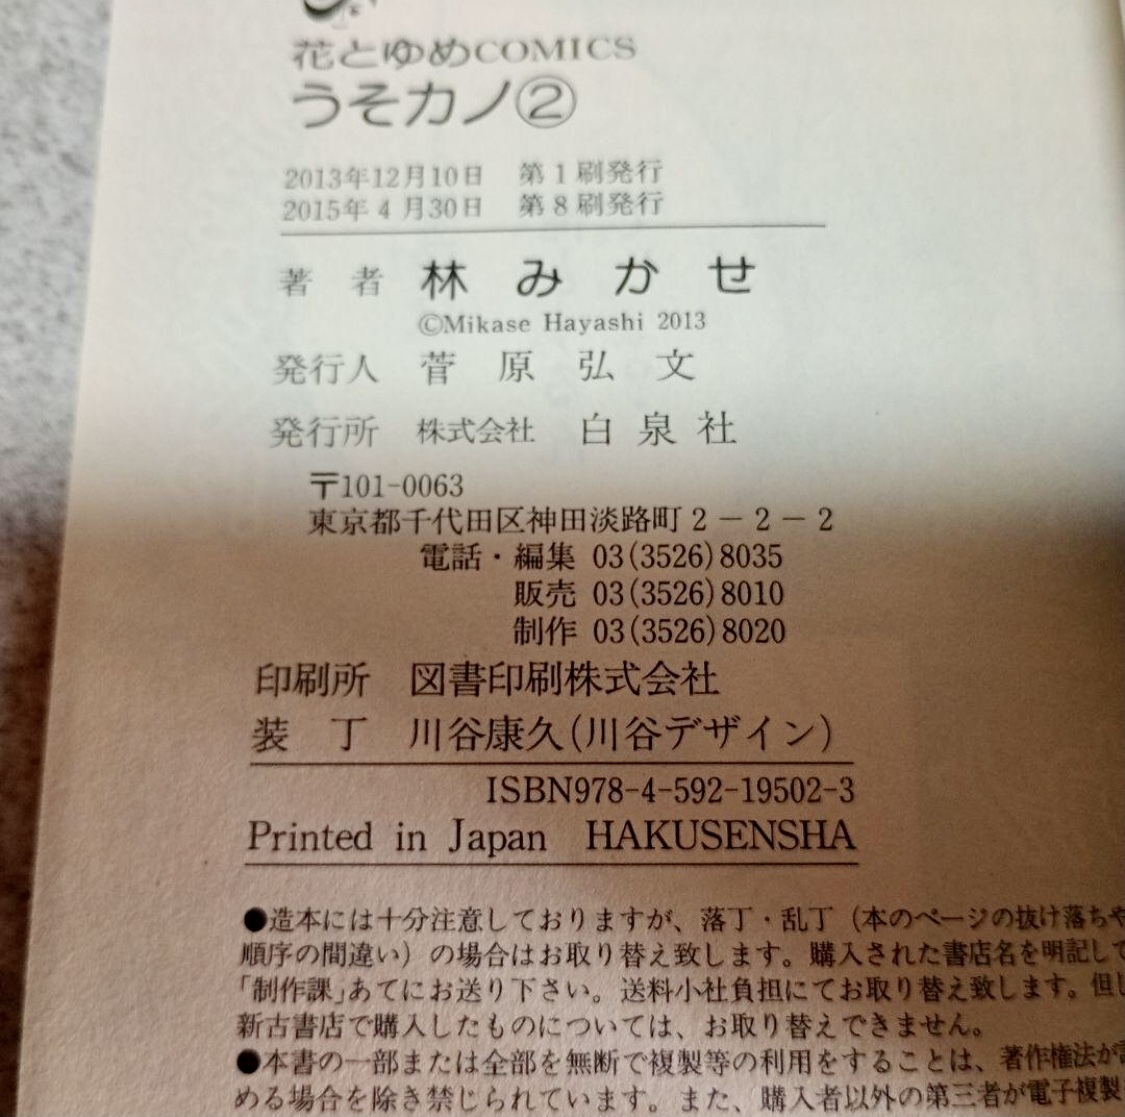 花とゆめCOMICS
うそカノ②
2013年12月10日 第1刷発行
2015年4月30日 第8刷発行
著者 林みかせ
©Mikase Hayashi 2013
発行人 菅原弘文
発行所 株式会社 白泉社
〒101-0063
東京都千代田区神田淡路町2-2-2
電話・編集 03(3526)8035
販売 03(3526)8010
制作 03(3526)8020
印刷所 図書印刷株式会社
装丁 川谷康久(川谷デザイン)
ISBN978-4-592-19502-3
Printed in Japan HAKUSENSHA
●造本には十分注意しておりますが、落丁・乱丁(本のページの抜け落ちや
順序の間違い)の場合はお取り替え致します。購入された書店名を明記して
「制作課」あてにお送り下さい。送料小社負担にてお取り替え致します。但し
新古書店で購入したものについては、お取り替えできません。
●本書の一部または全部を無断で複製等の利用をすることは、著作権法が
める場合を除き禁じられています。また、購入者以外の第三者が電子複製